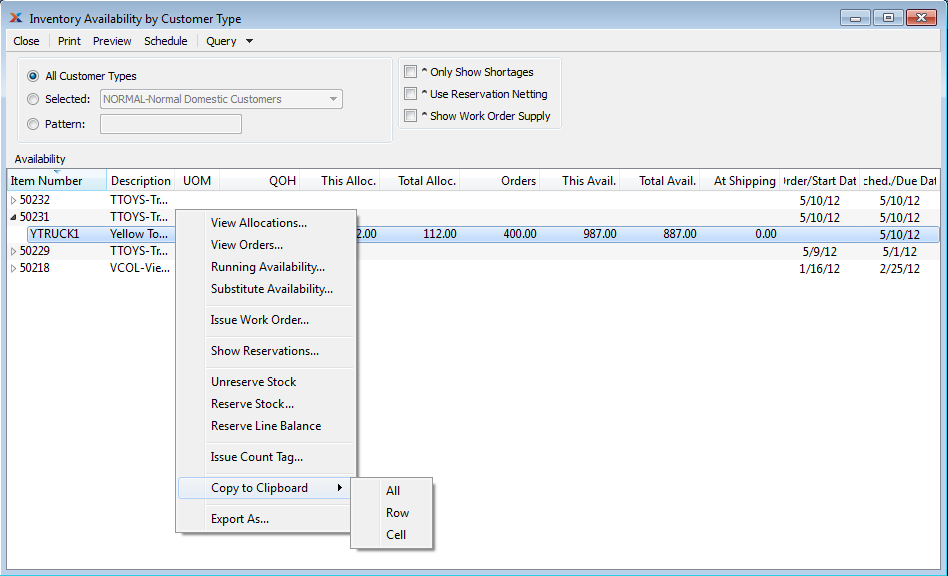 Inventory Availability by Customer Type
Close Print Preview Schedule Query
All Customer Types
Selected: NORMAL-Normal Domestic Customers
Pattern:
^ Only Show Shortages
^ Use Reservation Netting
^ Show Work Order Supply
Availability
Item Number Description UOM QOH This Alloc. Total Alloc. Orders This Avail. Total Avail. At Shipping rder/Start Dat ched./Due Dat
50232 TTOYS-Tr... 5/10/12 5/10/12
50231 TTOYS-Tr... 5/10/12 5/10/12
YTRUCK1 Yellow To... 2.00 112.00 400.00 987.00 887.00 0.00 5/10/12
50229 TTOYS-Tr... 5/9/12 5/1/12
50218 VCOL-Vie... 1/16/12 2/25/12
View Allocations...
View Orders...
Running Availability...
Substitute Availability...
Issue Work Order...
Show Reservations...
Unreserve Stock
Reserve Stock...
Reserve Line Balance
Issue Count Tag...
Copy to Clipboard
Export As...
All
Row
Cell